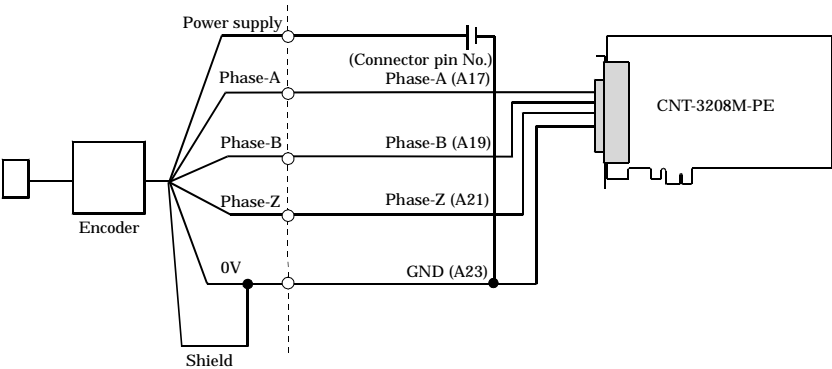 Power supply
(Connector pin No.)
Phase-A
Phase-A (A17)
CNT-3208M-PE
Phase-B
Phase-B (A19)
Phase-Z
Phase-Z (A21)
Encoder
0V
GND (A23)
Shield